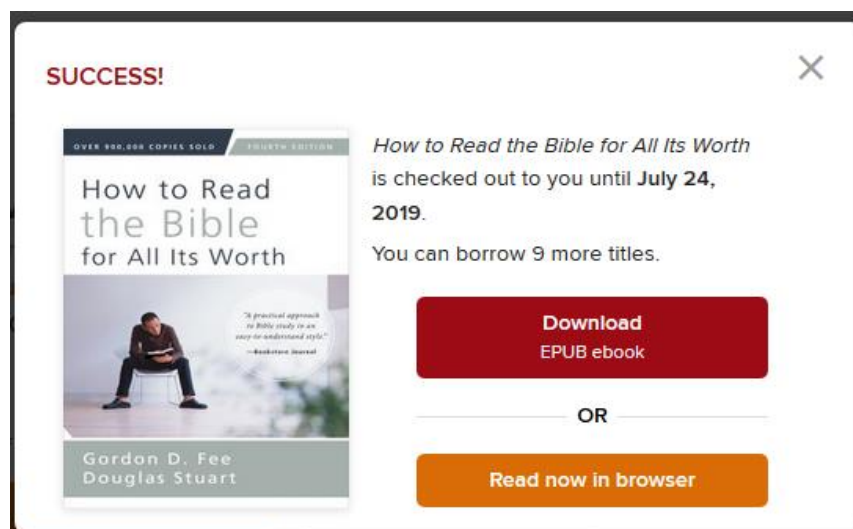 SUCCESS!
OVER 900,000 COPIES SOLD
FOURTH EDITION
How to Read
the Bible
for All Its Worth
"A practical approach
to Bible study in an
easy-to-understand style."
—Bookstore Journal
Gordon D. Fee
Douglas Stuart
How to Read the Bible for All Its Worth
is checked out to you until July 24,
2019.
You can borrow 9 more titles.
Download
EPUB ebook
OR
Read now in browser